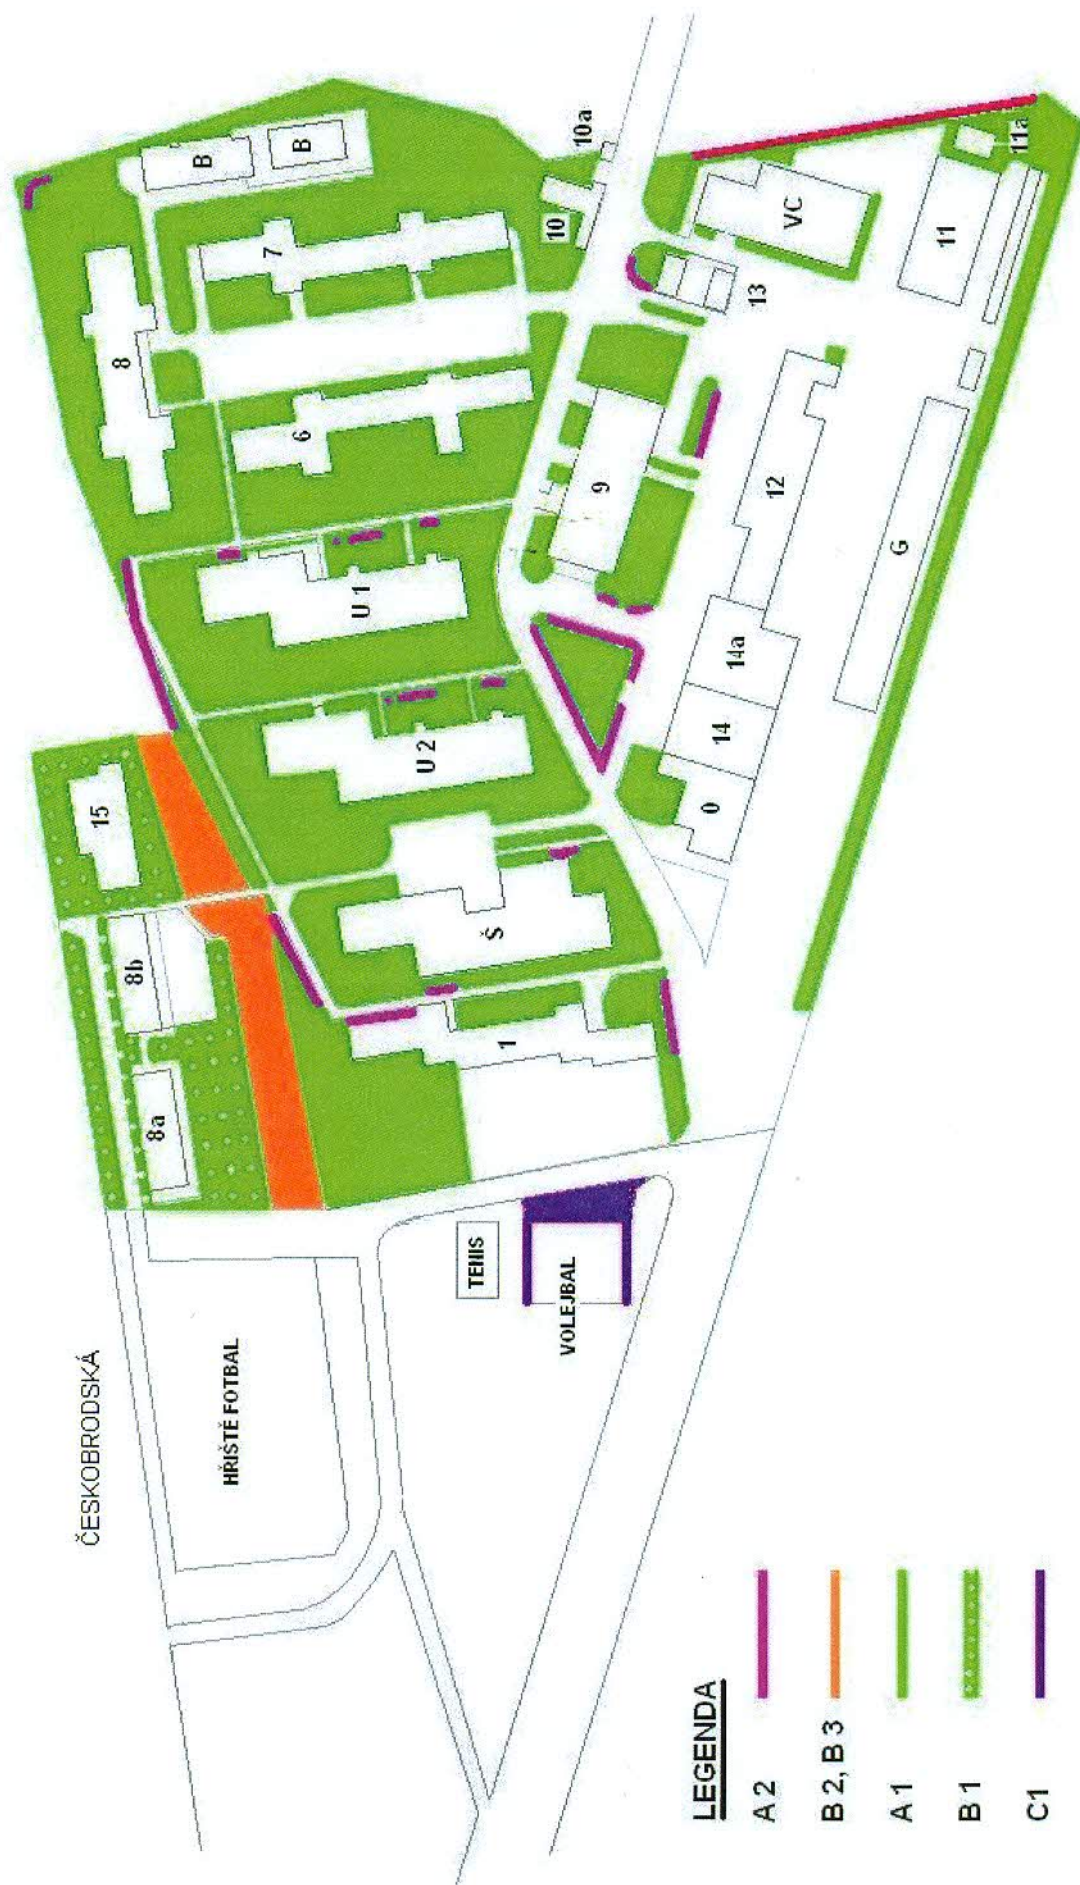 ČESKOBRODSKÁ
HŘIŠTĚ FOTBAL
TENIS
VOLEJBAL
8a
8b
15
1
Š
U 2
U 1
8
6
7
B
B
10
10a
9
13
VC
11
11a
12
14a
14
0
G
LEGENDA
A 2
B 2, B 3
A 1
B 1
C1